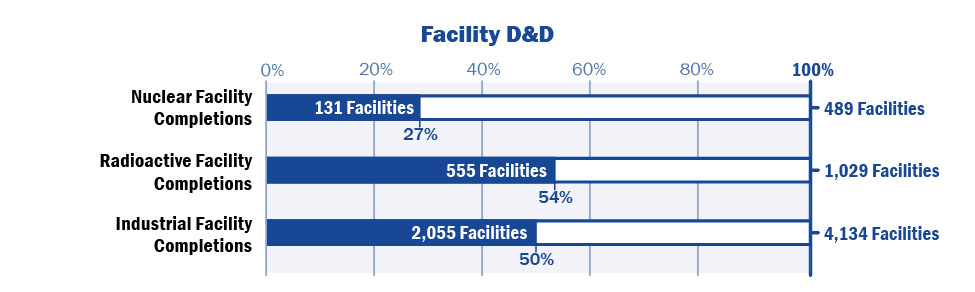 Facility D&D
0% 20% 40% 60% 80% 100%
Nuclear Facility
Completions
131 Facilities
489 Facilities
27%
Radioactive Facility
Completions
555 Facilities
1,029 Facilities
54%
Industrial Facility
Completions
2,055 Facilities
4,134 Facilities
50%